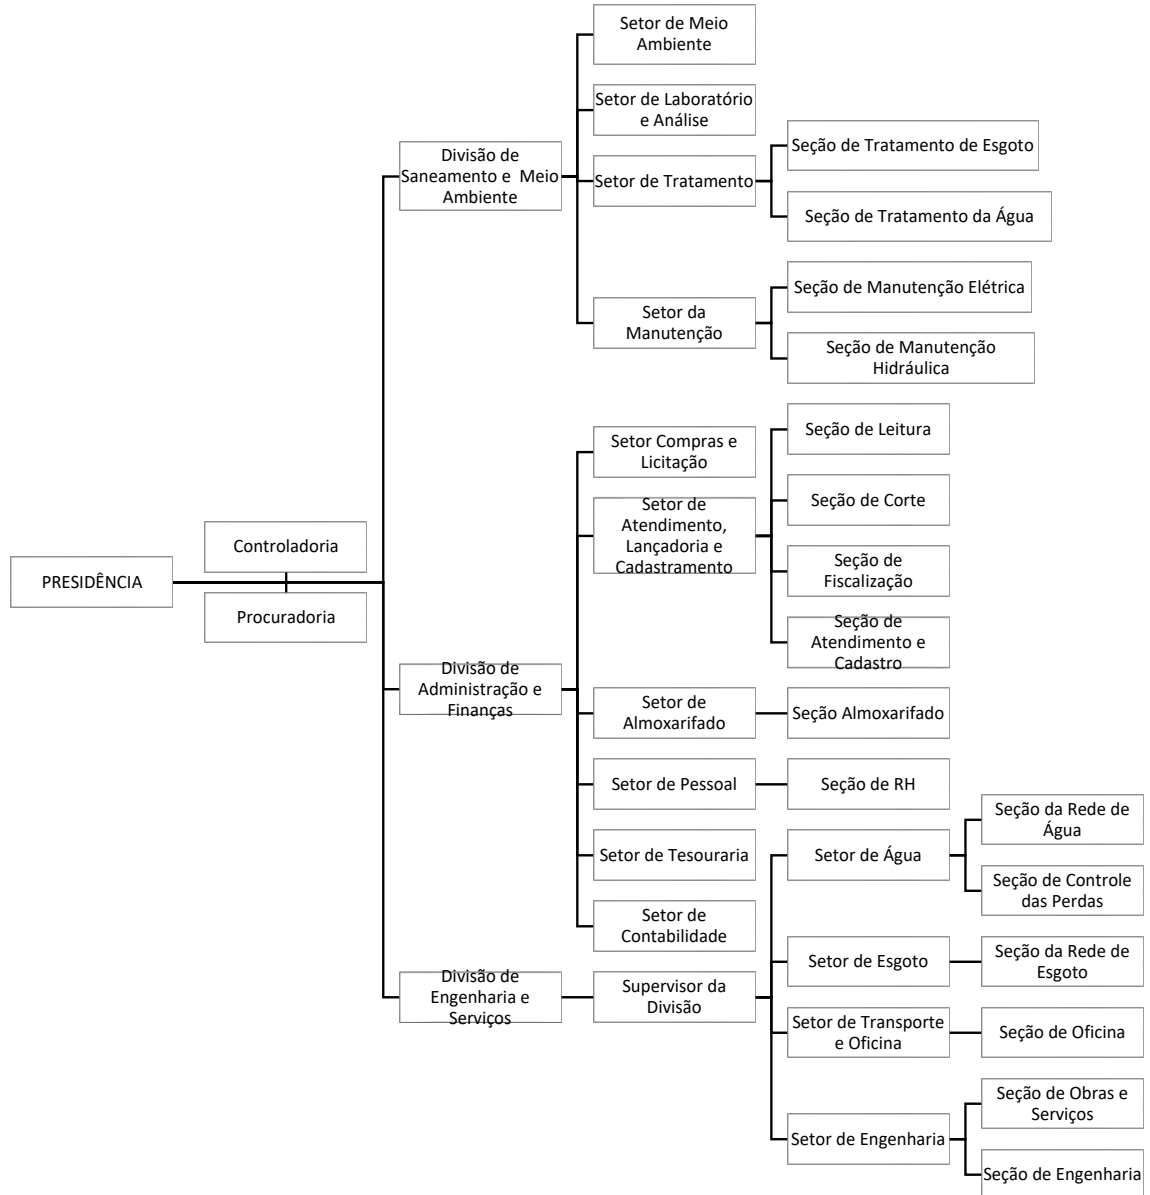 Setor de Meio
Ambiente
Setor de Laboratório
e Análise
Seção de Tratamento de Esgoto
Divisão de
Saneamento e  Meio
Ambiente
Setor de Tratamento
Seção de Tratamento da Água
Seção de Manutenção Elétrica
Setor da
Manutenção
Seção de Manutenção
Hidráulica
Seção de Leitura
Setor Compras e
Licitação
Seção de Corte
Setor de
Atendimento,
Lançadoria e
Cadastramento
Controladoria
Seção de
Fiscalização
PRESIDÊNCIA
Procuradoria
Seção de
Atendimento e
Cadastro
Divisão de
Administração e
Finanças
Setor de
Almoxarifado
Seção Almoxarifado
Setor de Pessoal
Seção de RH
Seção da Rede de
Água
Setor de Tesouraria
Setor de Água
Seção de Controle
das Perdas
Setor de
Contabilidade
Setor de Esgoto
Seção da Rede de
Esgoto
Divisão de
Engenharia e
Serviços
Supervisor da
Divisão
Setor de Transporte
e Oficina
Seção de Oficina
Seção de Obras e
Serviços
Setor de Engenharia
Seção de Engenharia